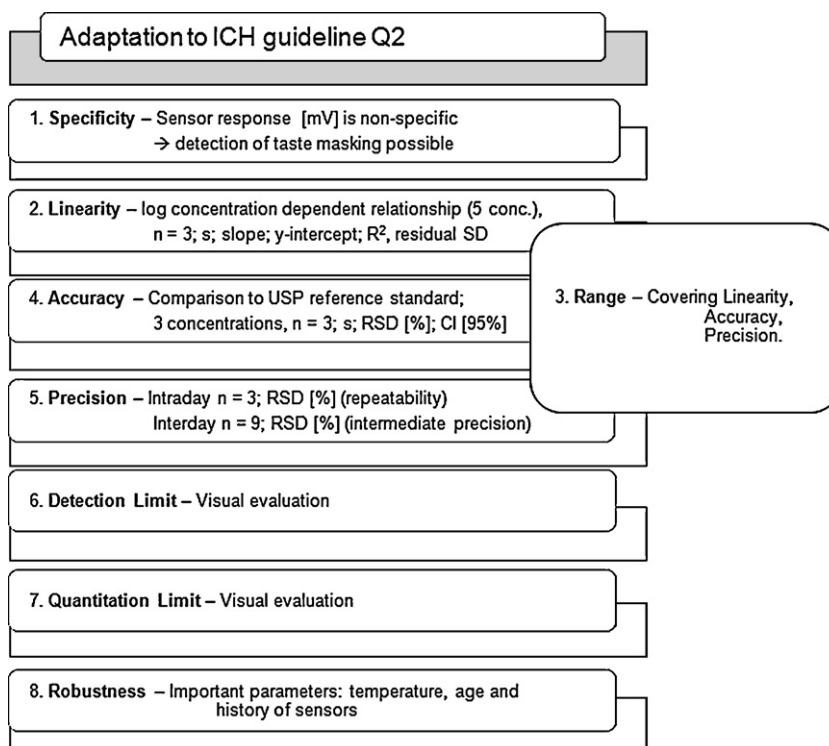 Adaptation to ICH guideline Q2
1. Specificity – Sensor response [mV] is non-specific
→ detection of taste masking possible
2. Linearity – log concentration dependent relationship (5 conc.),
n = 3; s; slope; y-intercept; R², residual SD
3. Range – Covering Linearity,
Accuracy,
Precision.
4. Accuracy – Comparison to USP reference standard;
3 concentrations, n = 3; s; RSD [%]; CI [95%]
5. Precision – Intraday n = 3; RSD [%] (repeatability)
Interday n = 9; RSD [%] (intermediate precision)
6. Detection Limit – Visual evaluation
7. Quantitation Limit – Visual evaluation
8. Robustness – Important parameters: temperature, age and
history of sensors